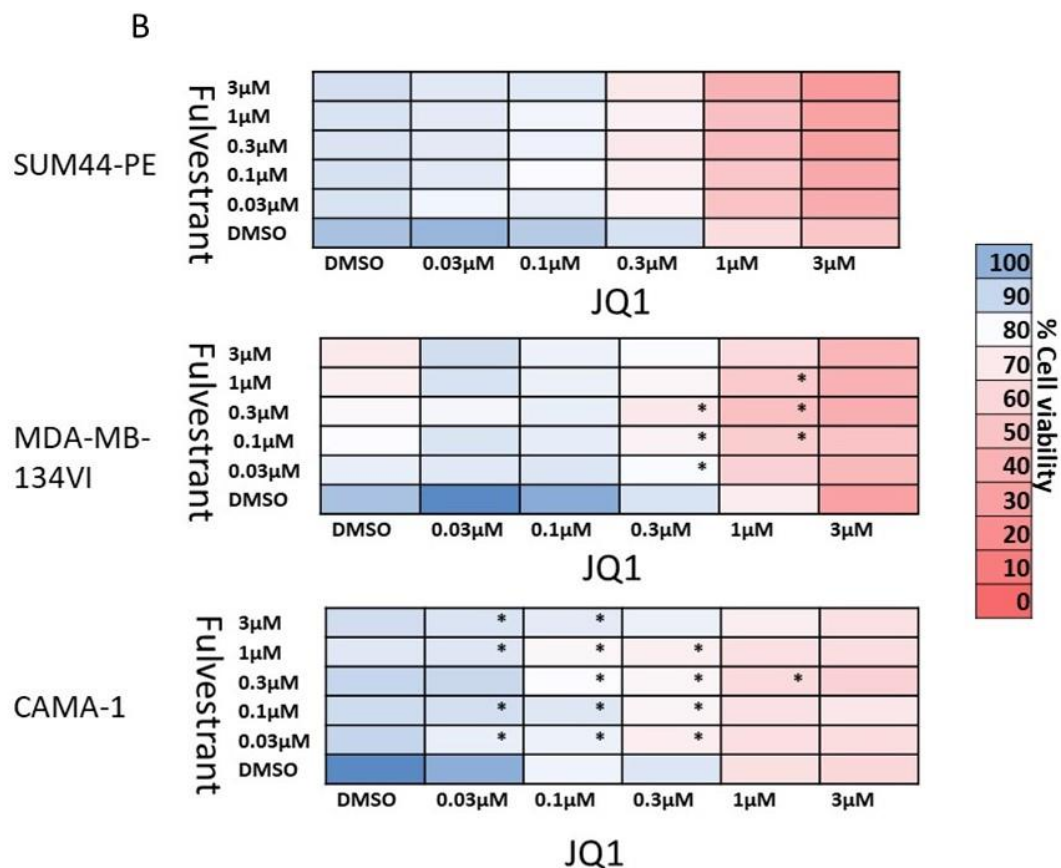 B
SUM44-PE
Fulvestrant
3µM
1µM
0.3µM
0.1µM
0.03µM
DMSO
DMSO 0.03µM 0.1µM 0.3µM 1µM 3µM
JQ1
MDA-MB-
134VI
Fulvestrant
3µM
1µM *
0.3µM * *
0.1µM * *
0.03µM *
DMSO
DMSO 0.03µM 0.1µM 0.3µM 1µM 3µM
JQ1
CAMA-1
Fulvestrant
3µM * *
1µM * * *
0.3µM * * *
0.1µM * * *
0.03µM * * *
DMSO
DMSO 0.03µM 0.1µM 0.3µM 1µM 3µM
JQ1
100
90
80
70
60
50
40
30
20
10
0
% Cell viability